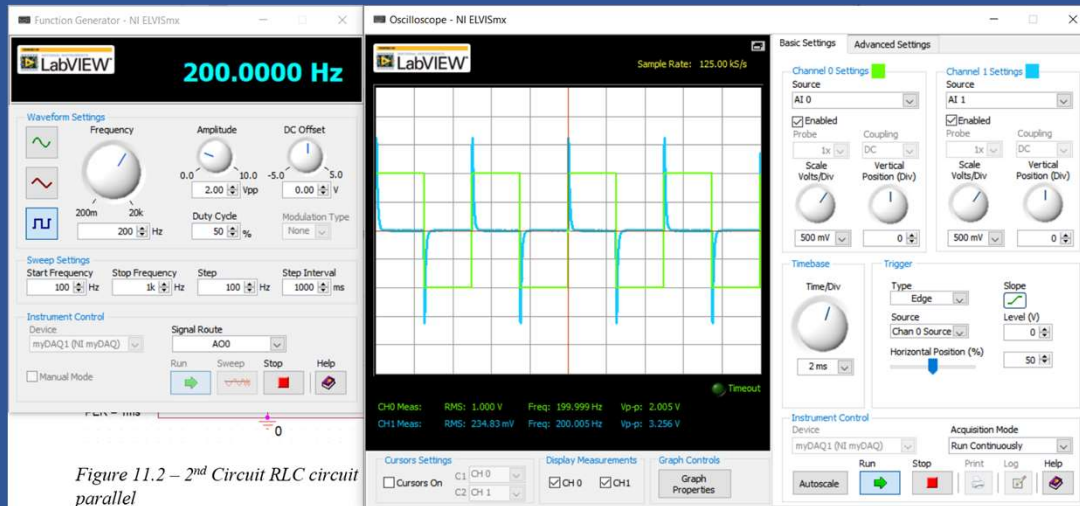 Function Generator - NI ELVISmx
LabVIEW
200.0000 Hz
Waveform Settings
Frequency
Amplitude
DC Offset
0.0
10.0
-5.0
5.0
2.00 Vpp
0.00 V
200m
20k
200 Hz
Duty Cycle
50 %
Modulation Type
None
Sweep Settings
Start Frequency
Stop Frequency
Step
Step Interval
100 Hz
1k Hz
100 Hz
1000 ms
Instrument Control
Device
Signal Route
myDAQ1 (NI myDAQ)
AO0
Manual Mode
Run
Sweep
Stop
Help
0
Figure 11.2 – 2nd Circuit RLC circuit
parallel
Oscilloscope - NI ELVISmx
LabVIEW
Sample Rate: 125.00 kS/s
Timeout
CH0 Meas: RMS: 1.000 V Freq: 199.999 Hz Vp-p: 2.005 V
CH1 Meas: RMS: 234.83 mV Freq: 200.005 Hz Vp-p: 3.256 V
Cursors Settings
Cursors On
C1 CH 0
C2 CH 1
Display Measurements
CH 0
CH1
Graph Controls
Graph
Properties
Basic Settings
Advanced Settings
Channel 0 Settings
Source
AI 0
Enabled
Probe
Coupling
1x
DC
Scale
Volts/Div
Vertical
Position (Div)
500 mV
0
Channel 1 Settings
Source
AI 1
Enabled
Probe
Coupling
1x
DC
Scale
Volts/Div
Vertical
Position (Div)
500 mV
0
Timebase
Time/Div
2 ms
Trigger
Type
Edge
Slope
Source
Chan 0 Source
Level (V)
0
Horizontal Position (%)
50
Instrument Control
Device
myDAQ1 (NI myDAQ)
Acquisition Mode
Run Continuously
Autoscale
Run
Stop
Print
Log
Help